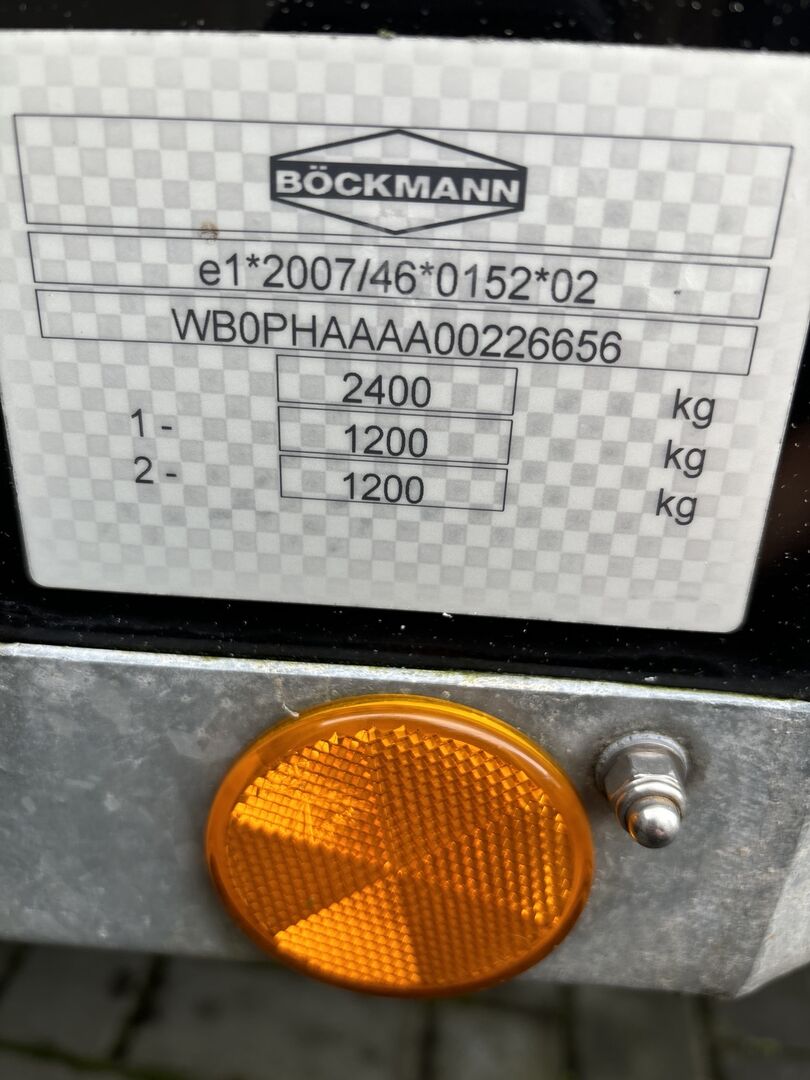 BÖCKMANN
e1*2007/46*0152*02
WB0PHAAAA00226656
2400 kg
1 - 1200 kg
2 - 1200 kg